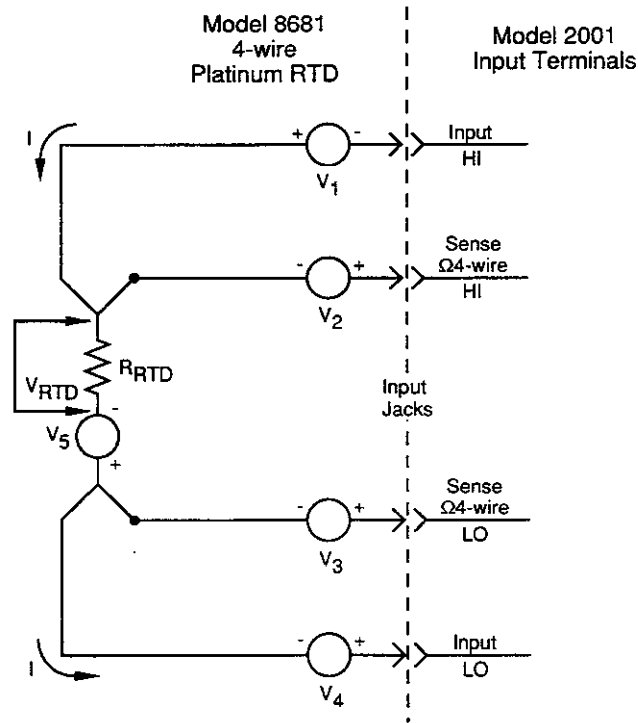 Model 8681
4-wire
Platinum RTD
Model 2001
Input Terminals
I
+ -
V1
Input
HI
- +
V2
Sense
Ω4-wire
HI
VRTD
RRTD
-
V5
+
Input
Jacks
- +
V3
Sense
Ω4-wire
LO
I
- +
V4
Input
LO